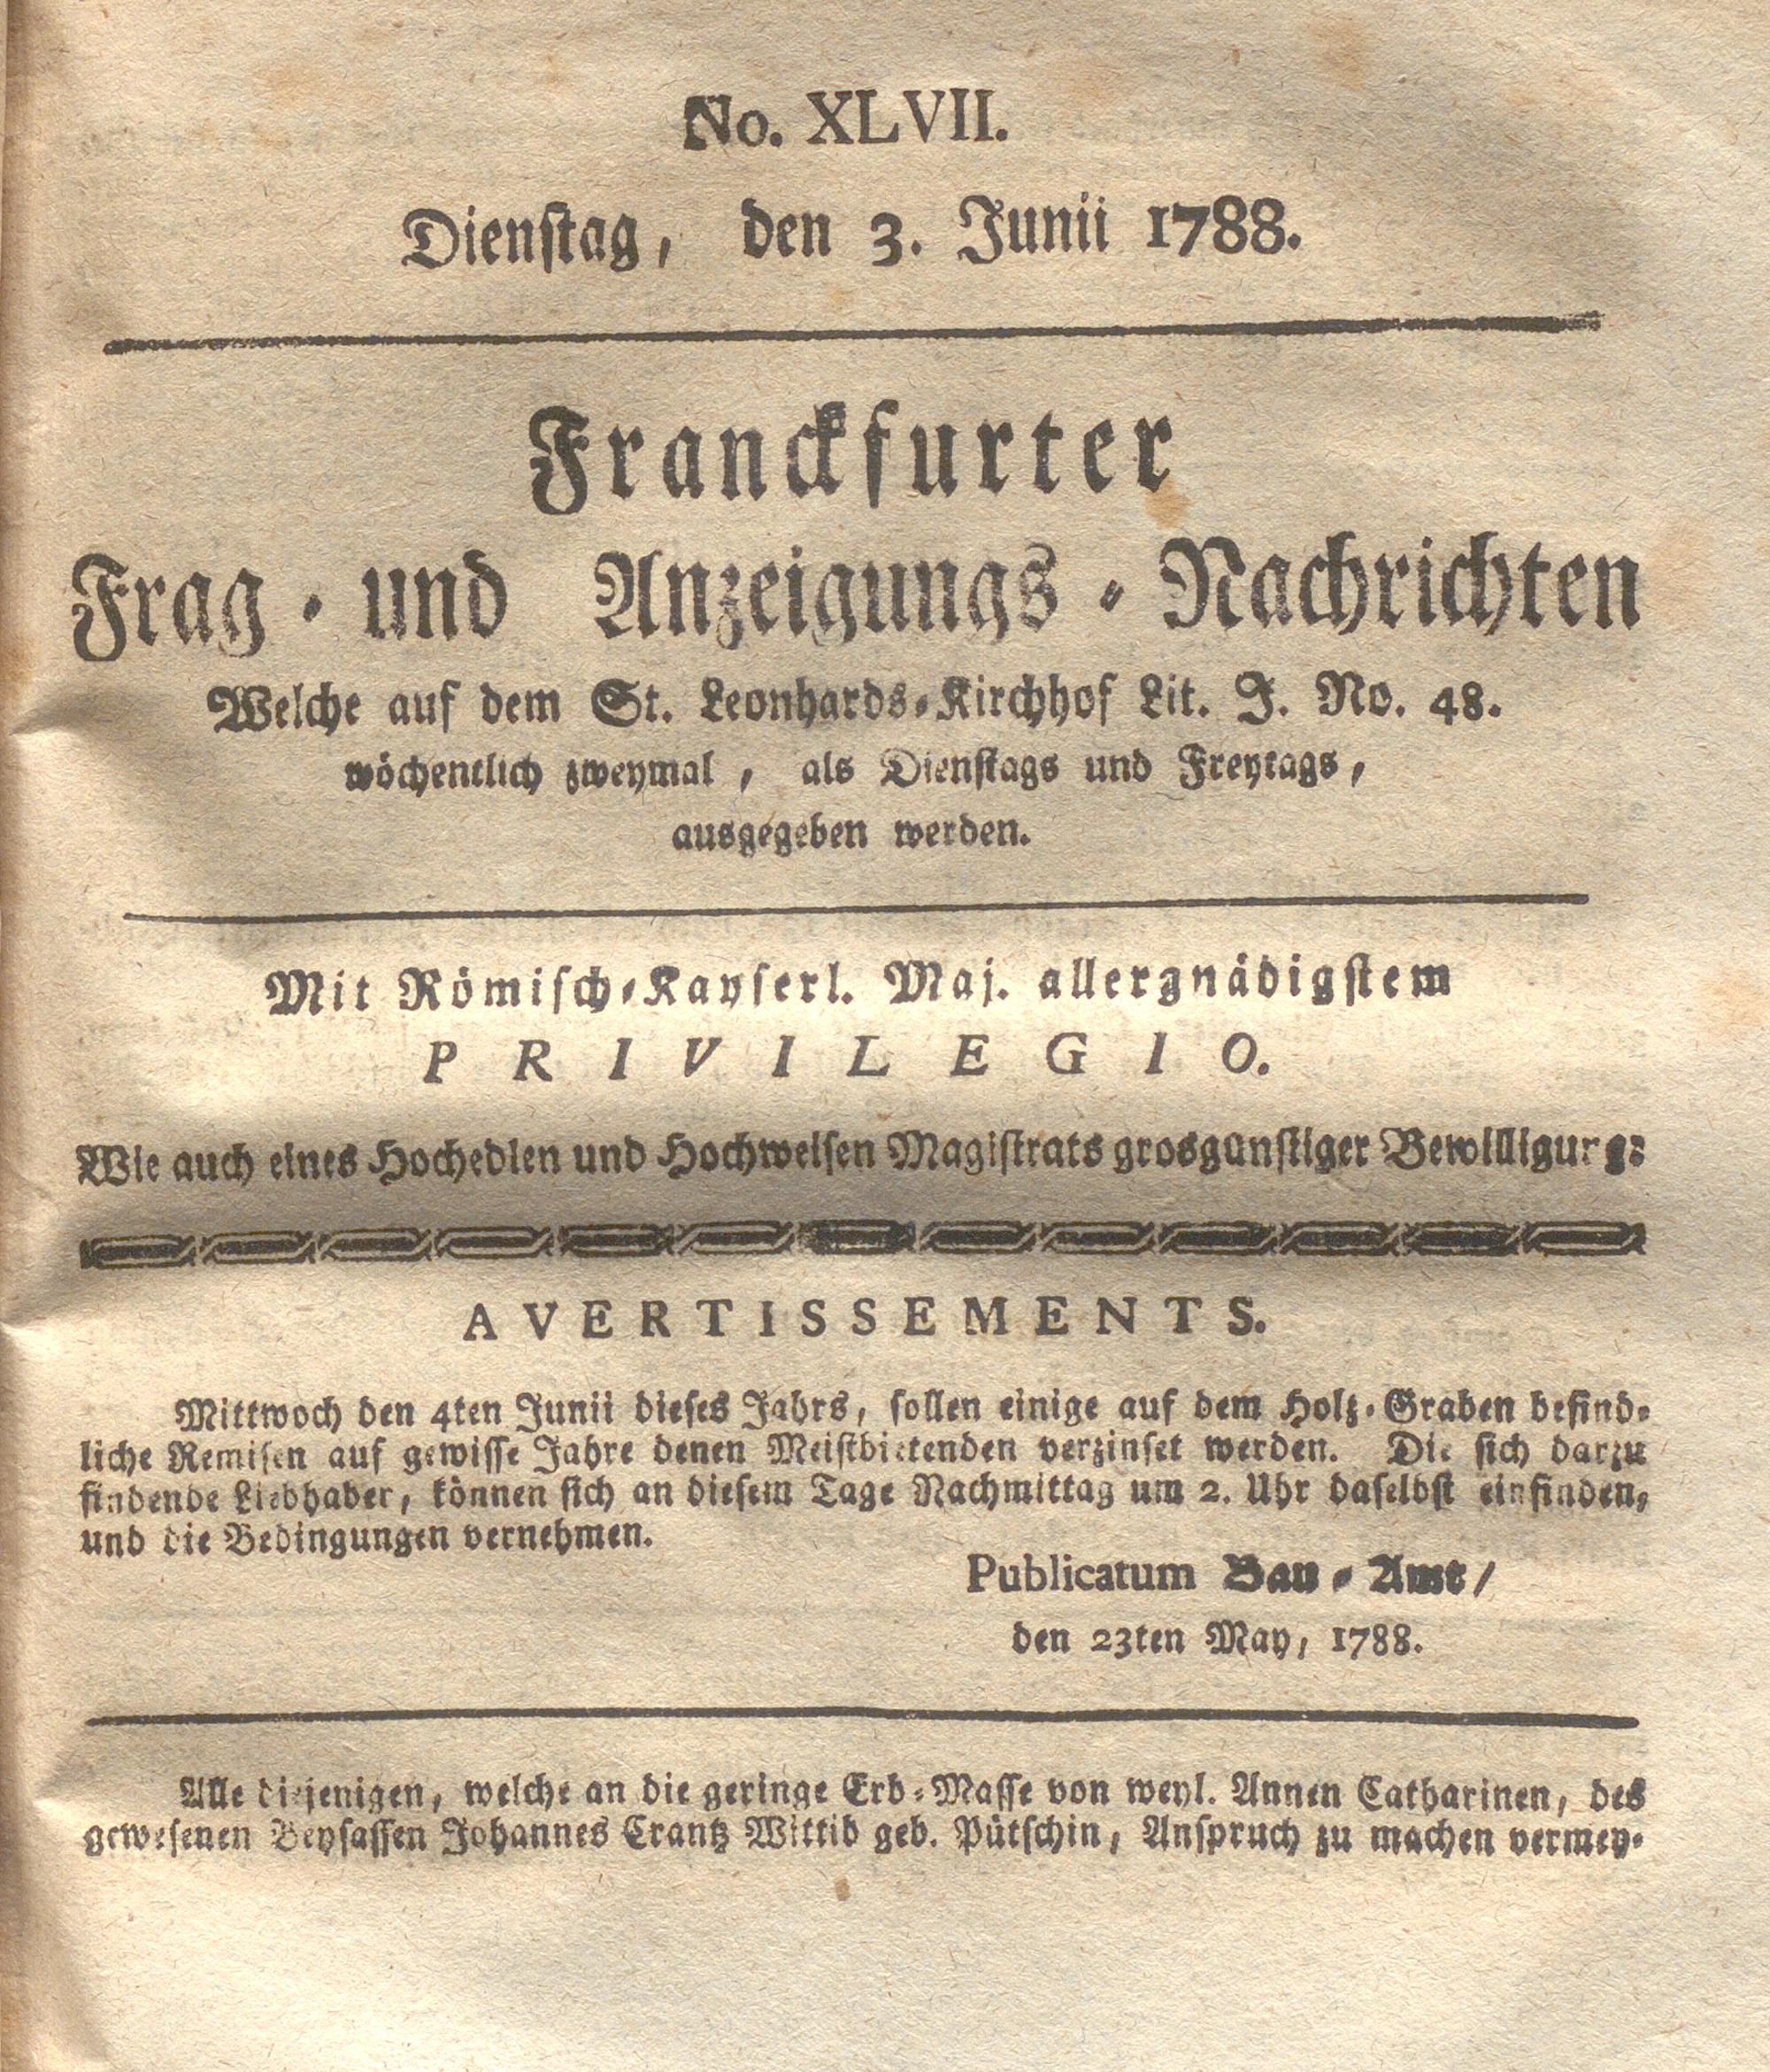 No. XLVII.
Dienstag, den 3. Junii 1788.
Franckfurter
Frag- und Anzeigungs-Nachrichten
Welche auf dem St. Leonhards-Kirchhof Lit. J. No. 48.
wöchentlich zweymal, als Dienstags und Freytags,
ausgegeben werden.
Mit Römisch-Kayserl. Maj. allergnädigstem
PRIVILEGIO.
Wie auch eines Hochedlen und Hochweisen Magistrats grosgünstiger Bewilligung:
AVERTISSEMENTS.
Mittwoch den 4ten Junii dieses Jahrs, sollen einige auf dem Holz-Graben befind-
liche Remisen auf gewisse Jahre denen Meistbietenden verzinset werden. Die sich darzu
findende Liebhaber, können sich an diesem Tage Nachmittag um 2. Uhr daselbst einfinden,
und die Bedingungen vernehmen.
Publicatum Bau-Amt/
den 23ten May, 1788.
Alle diejenigen, welche an die geringe Erb-Masse von weyl. Annen Catharinen, des
gewesenen Beysassen Johannes Crantz Wittib geb. Pütschin, Anspruch zu machen vermey-